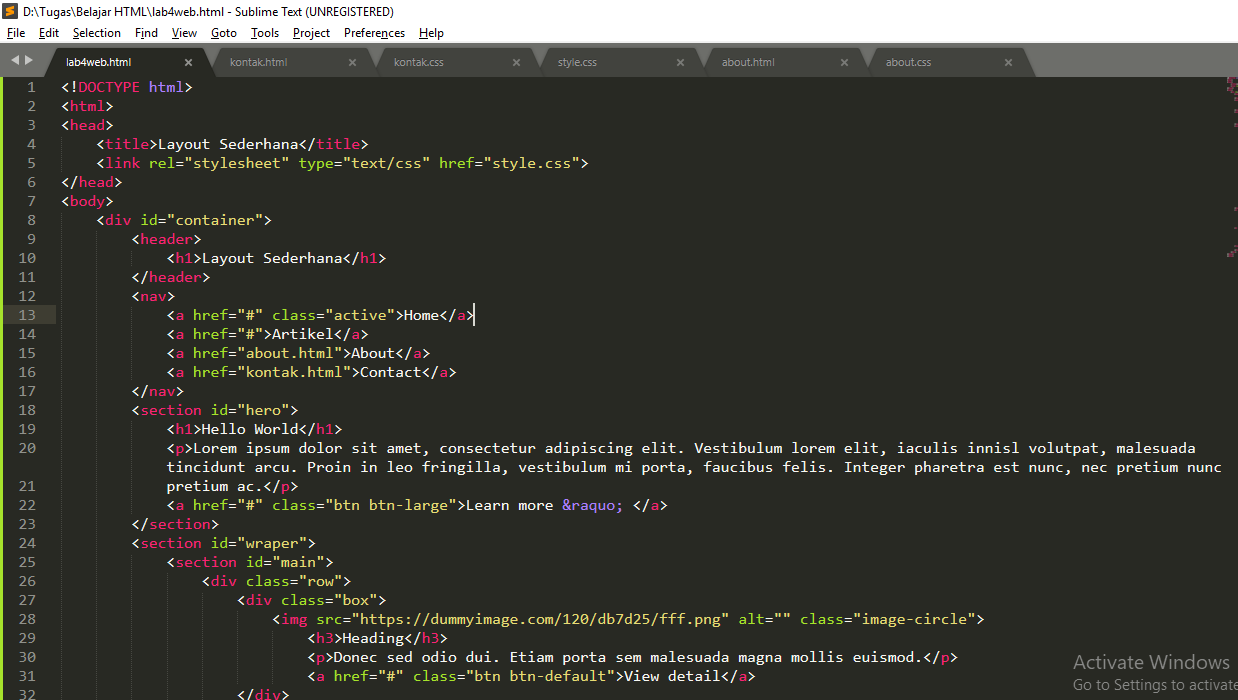 D:\Tugas\Belajar HTML\lab4web.html - Sublime Text (UNREGISTERED)
File Edit Selection Find View Goto Tools Project Preferences Help
lab4web.html × kontak.html × kontak.css × style.css × about.html × about.css ×
1 <!DOCTYPE html>
2 <html>
3 <head>
4 <title>Layout Sederhana</title>
5 <link rel="stylesheet" type="text/css" href="style.css">
6 </head>
7 <body>
8 <div id="container">
9 <header>
10 <h1>Layout Sederhana</h1>
11 </header>
12 <nav>
13 <a href="#" class="active">Home</a>
14 <a href="#">Artikel</a>
15 <a href="about.html">About</a>
16 <a href="kontak.html">Contact</a>
17 </nav>
18 <section id="hero">
19 <h1>Hello World</h1>
20 <p>Lorem ipsum dolor sit amet, consectetur adipiscing elit. Vestibulum lorem elit, iaculis innisl volutpat, malesuada
tincidunt arcu. Proin in leo fringilla, vestibulum mi porta, faucibus felis. Integer pharetra est nunc, nec pretium nunc
21 pretium ac.</p>
22 <a href="#" class="btn btn-large">Learn more &raquo; </a>
23 </section>
24 <section id="wraper">
25 <section id="main">
26 <div class="row">
27 <div class="box">
28 <img src="https://dummyimage.com/120/db7d25/fff.png" alt="" class="image-circle">
29 <h3>Heading</h3>
30 <p>Donec sed odio dui. Etiam porta sem malesuada magna mollis euismod.</p>
31 <a href="#" class="btn btn-default">View detail</a>
32 </div>
Activate Windows
Go to Settings to activate